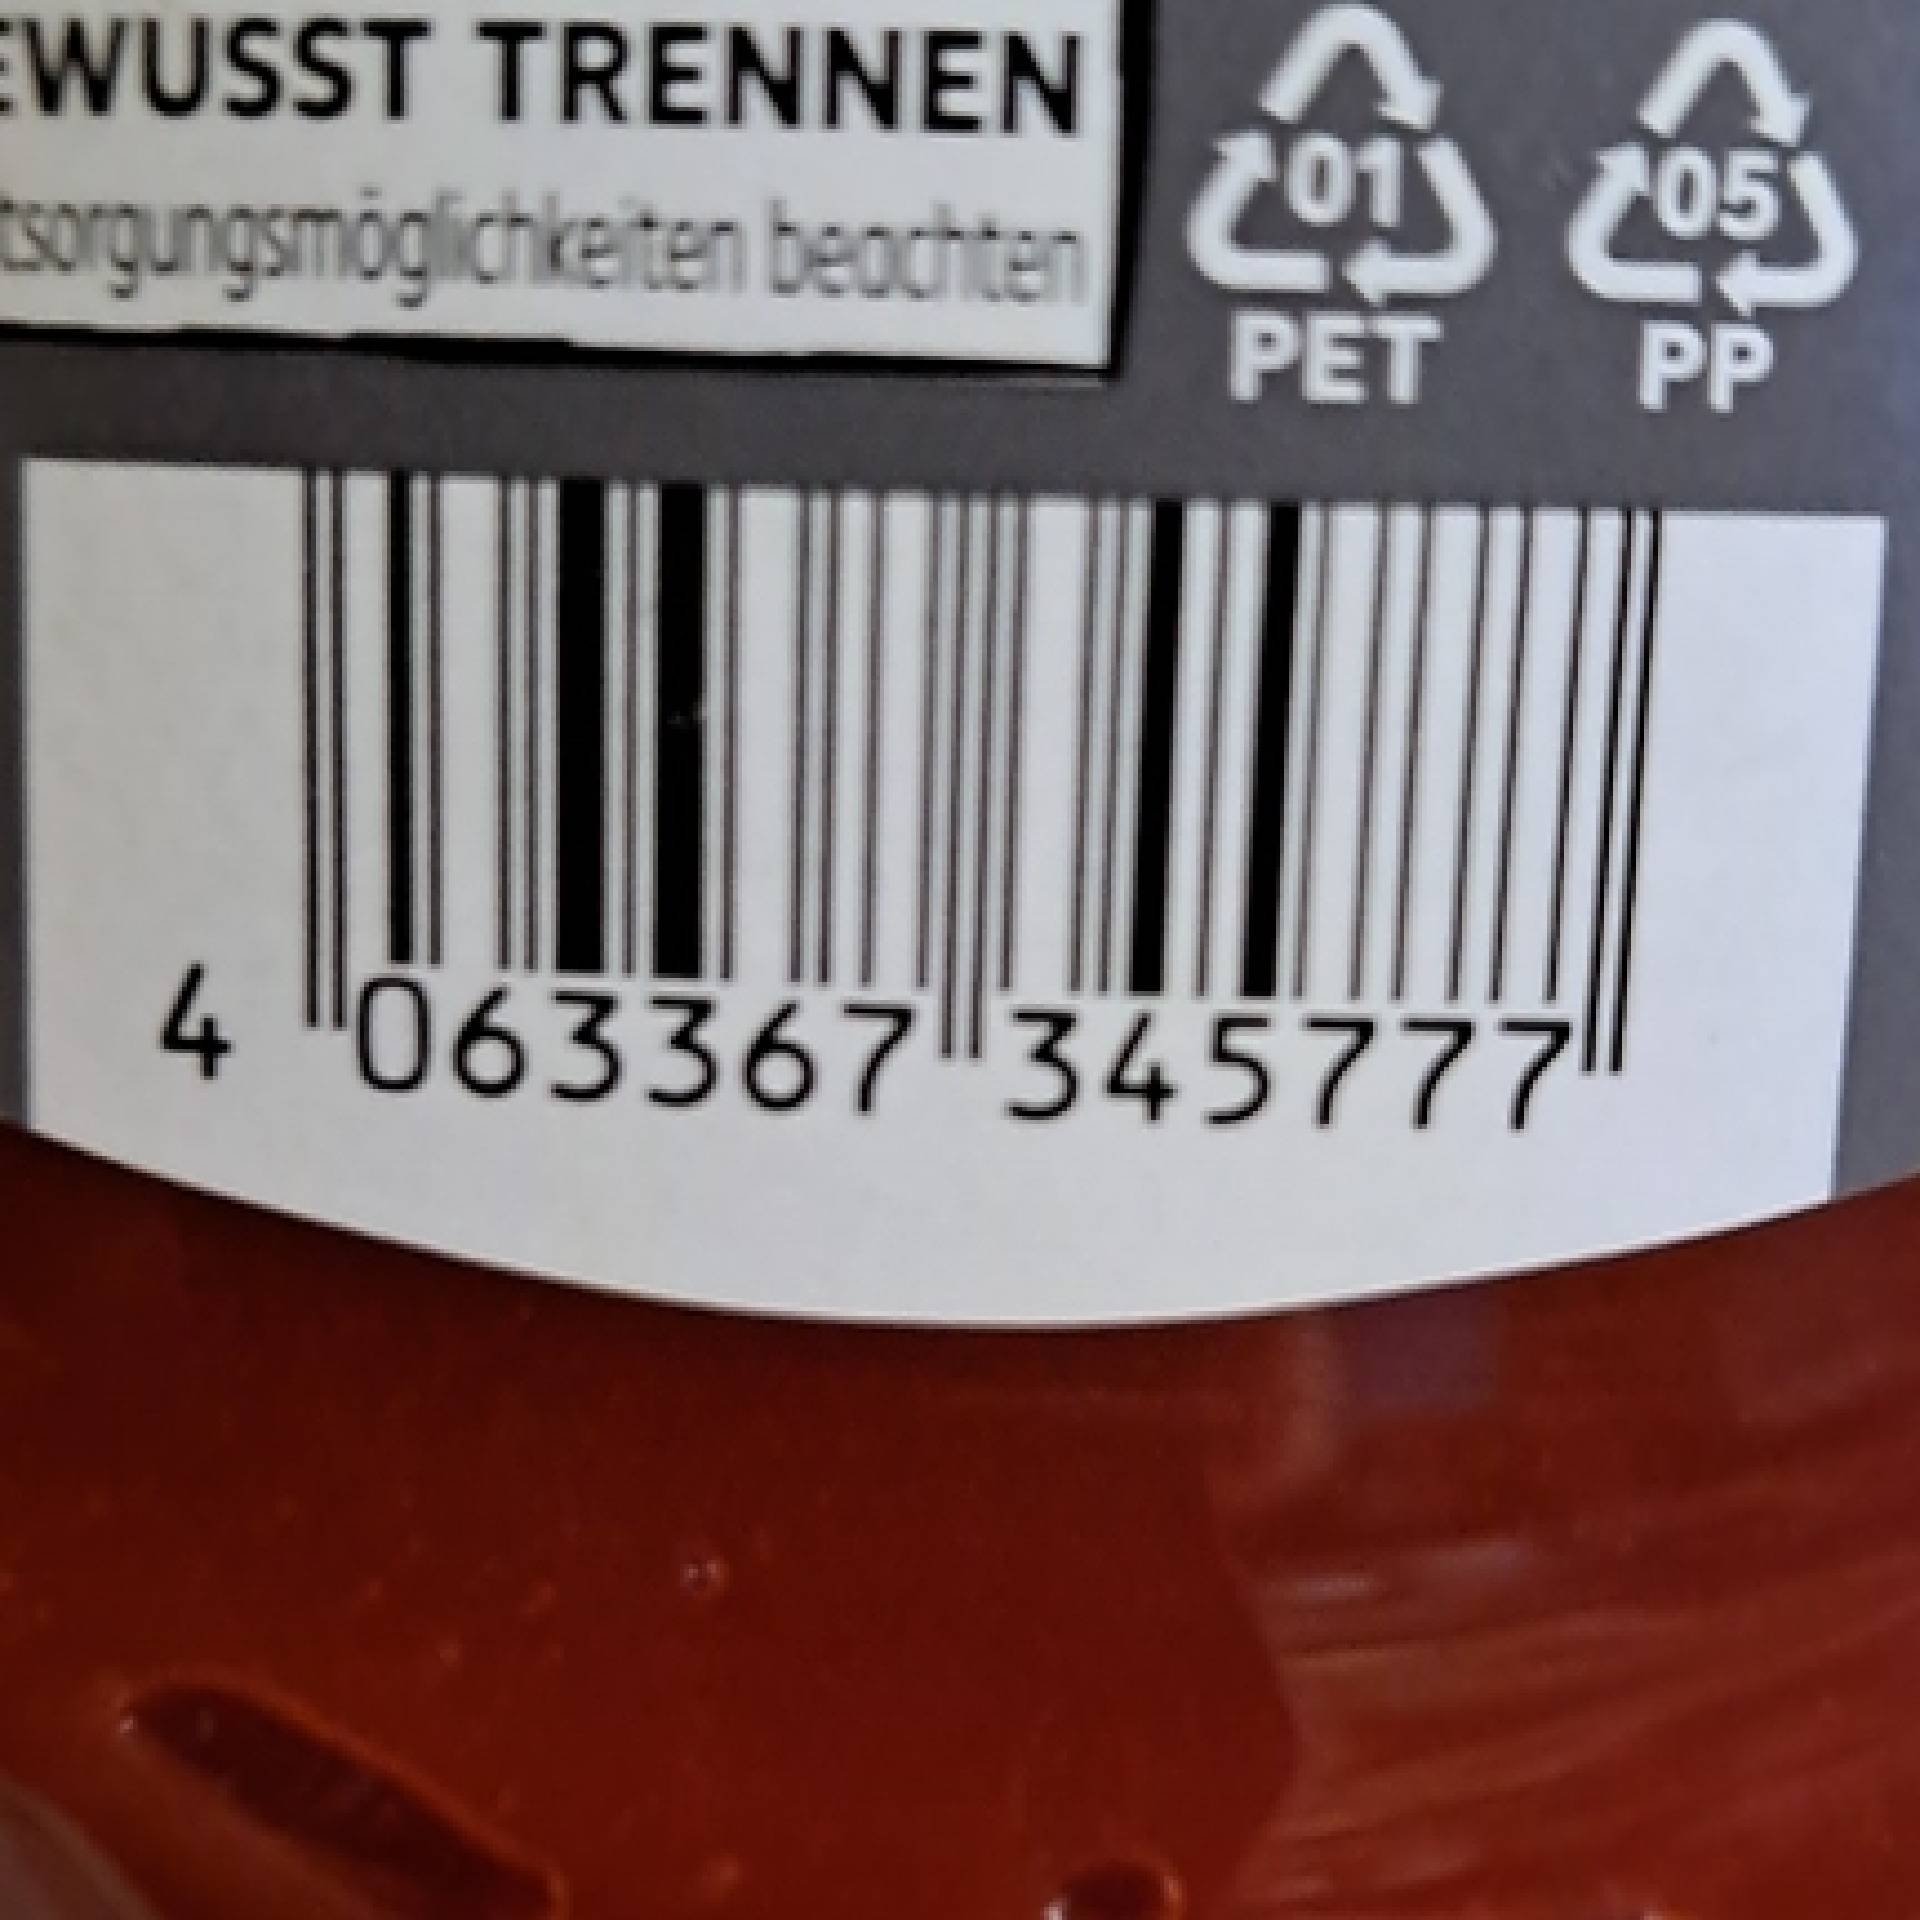 EWUSST TRENNEN
tsorgungsmöglichkeiten beachten
01
PET
05
PP
4 063367 345777